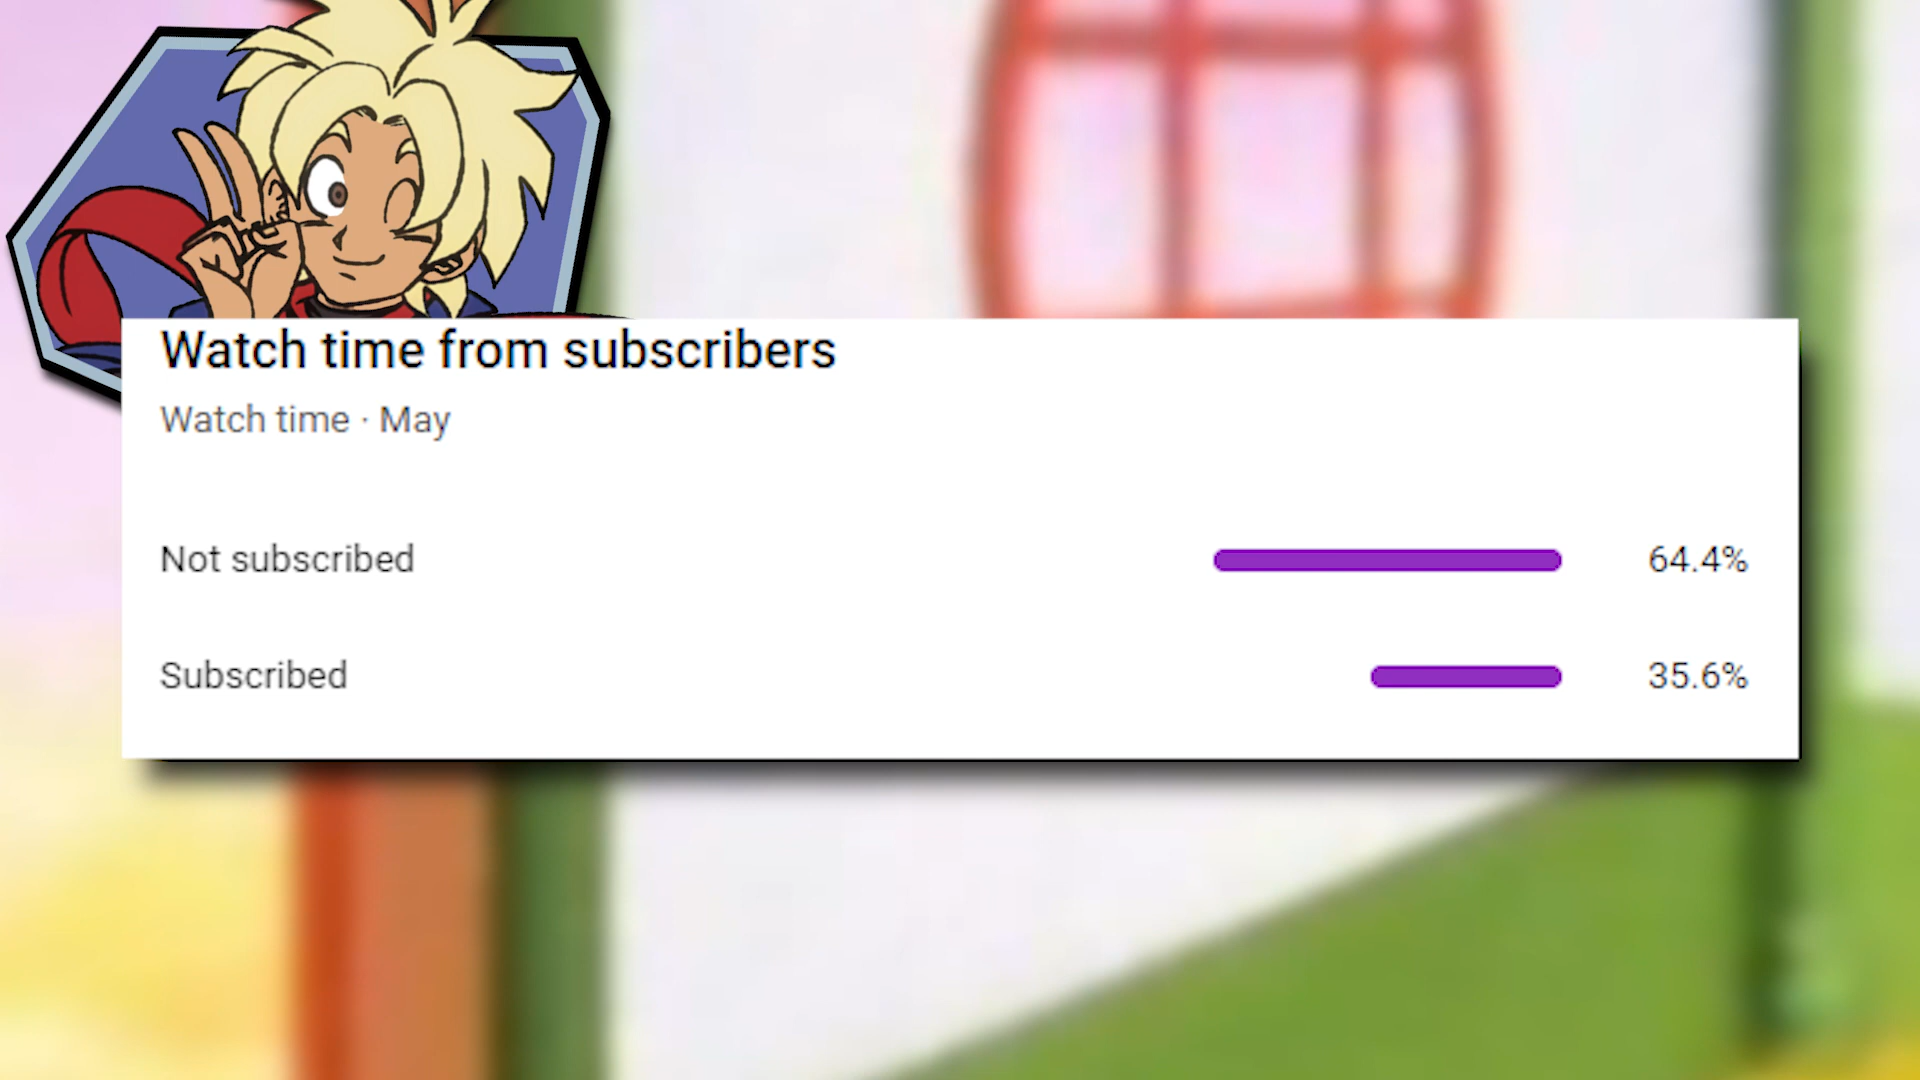 Watch time from subscribers
Watch time · May
Not subscribed 64.4%
Subscribed 35.6%